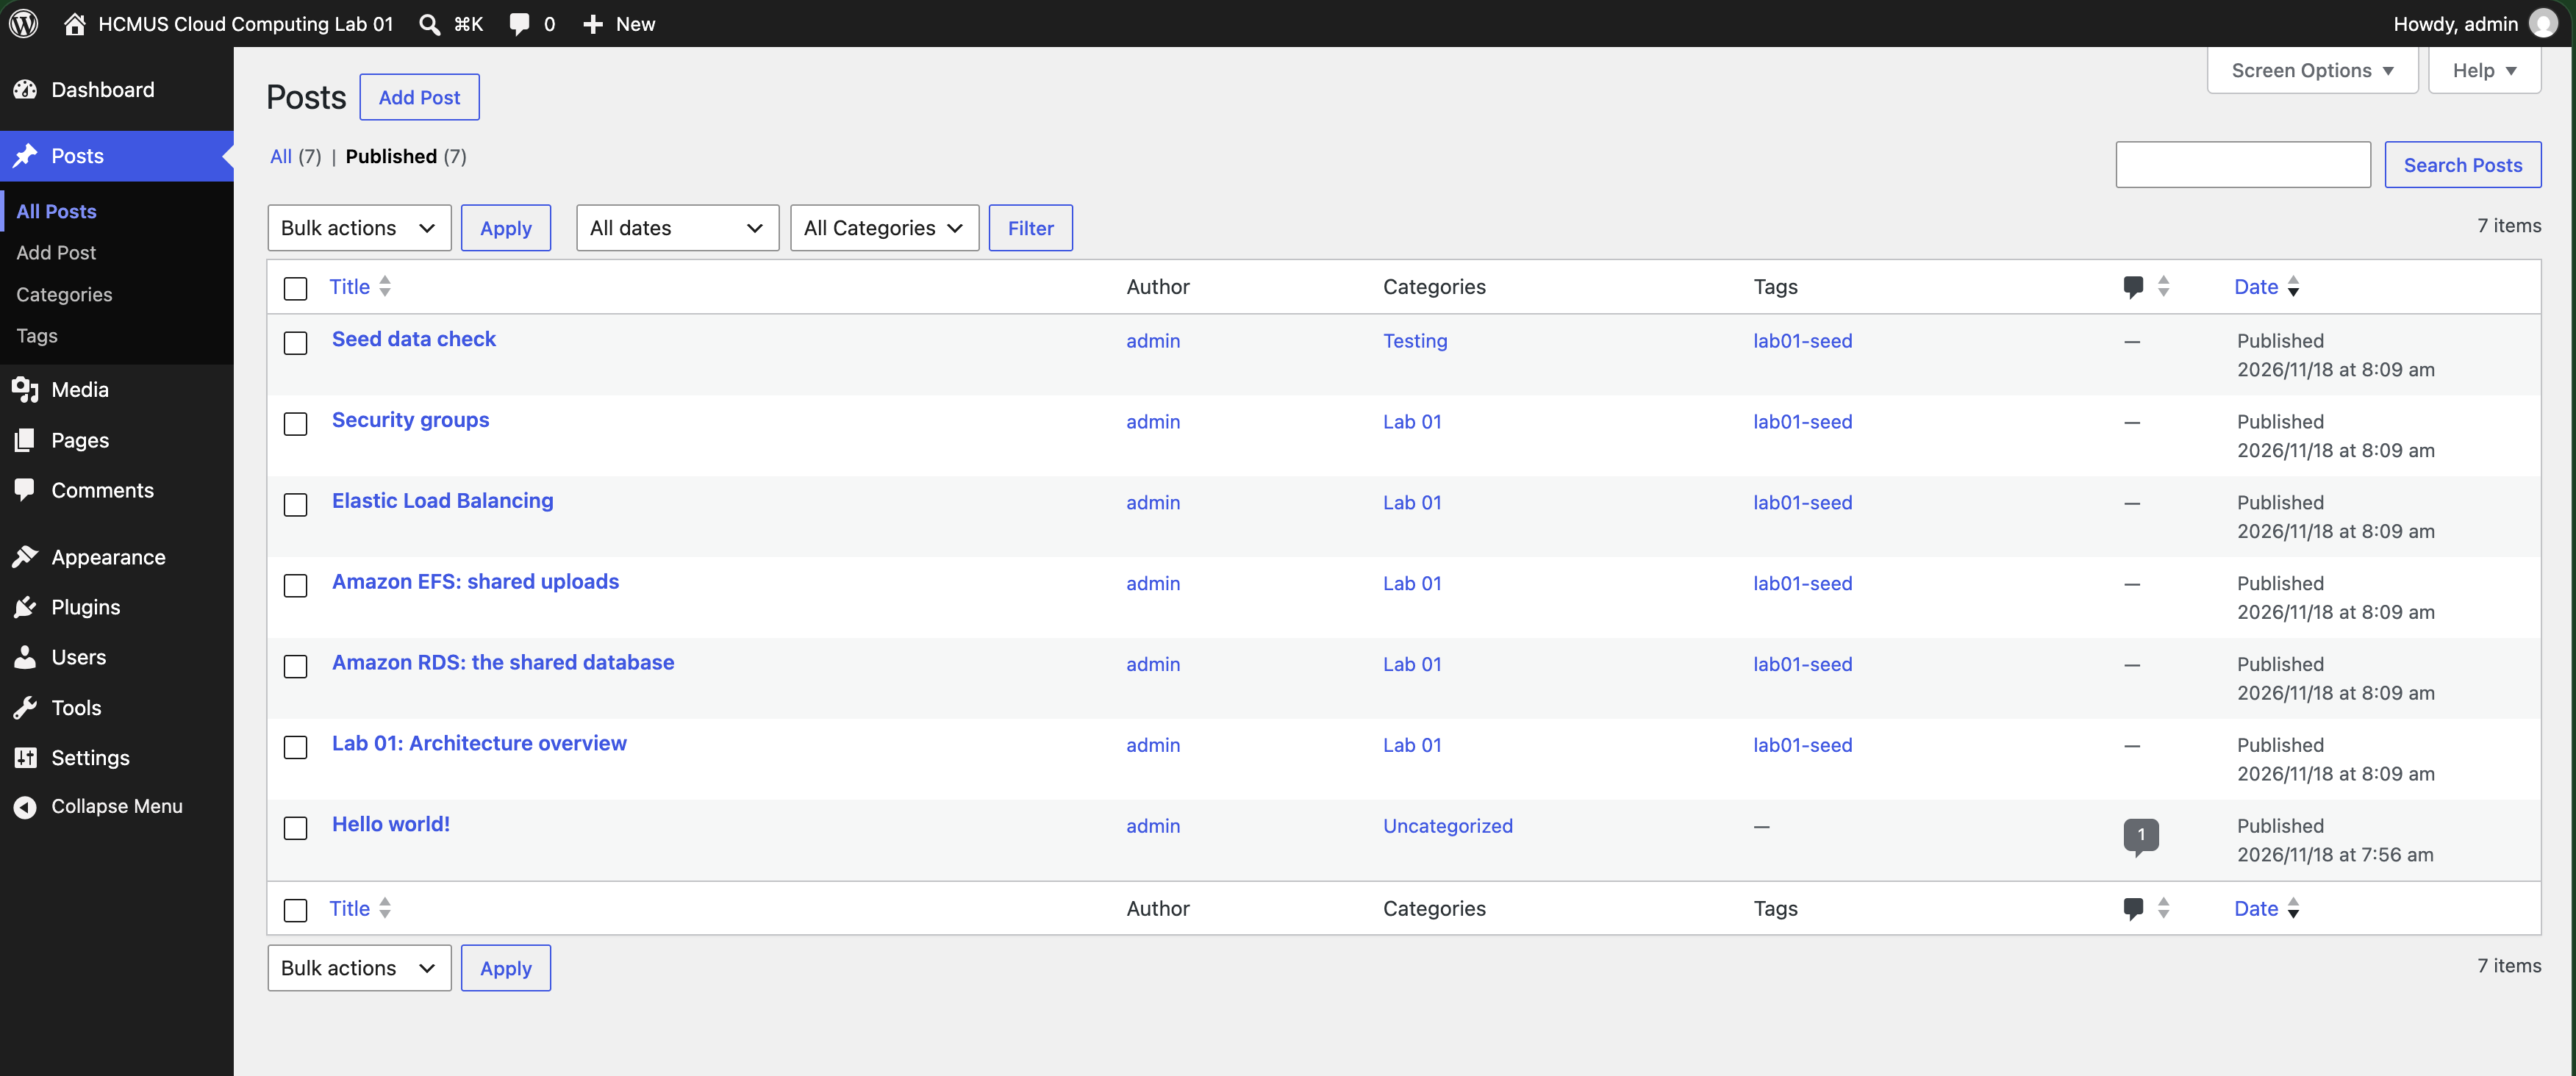 HCMUS Cloud Computing Lab 01 ⌘K 0 New Howdy, admin
Screen Options Help
Dashboard
Posts
All Posts
Add Post
Categories
Tags
Media
Pages
Comments
Appearance
Plugins
Users
Tools
Settings
Collapse Menu
Posts Add Post
All (7) | Published (7)
Search Posts
Bulk actions Apply All dates All Categories Filter 7 items
Title Author Categories Tags Date
Seed data check admin Testing lab01-seed — Published
2026/11/18 at 8:09 am
Security groups admin Lab 01 lab01-seed — Published
2026/11/18 at 8:09 am
Elastic Load Balancing admin Lab 01 lab01-seed — Published
2026/11/18 at 8:09 am
Amazon EFS: shared uploads admin Lab 01 lab01-seed — Published
2026/11/18 at 8:09 am
Amazon RDS: the shared database admin Lab 01 lab01-seed — Published
2026/11/18 at 8:09 am
Lab 01: Architecture overview admin Lab 01 lab01-seed — Published
2026/11/18 at 8:09 am
Hello world! admin Uncategorized — 1 Published
2026/11/18 at 7:56 am
Title Author Categories Tags Date
Bulk actions Apply 7 items